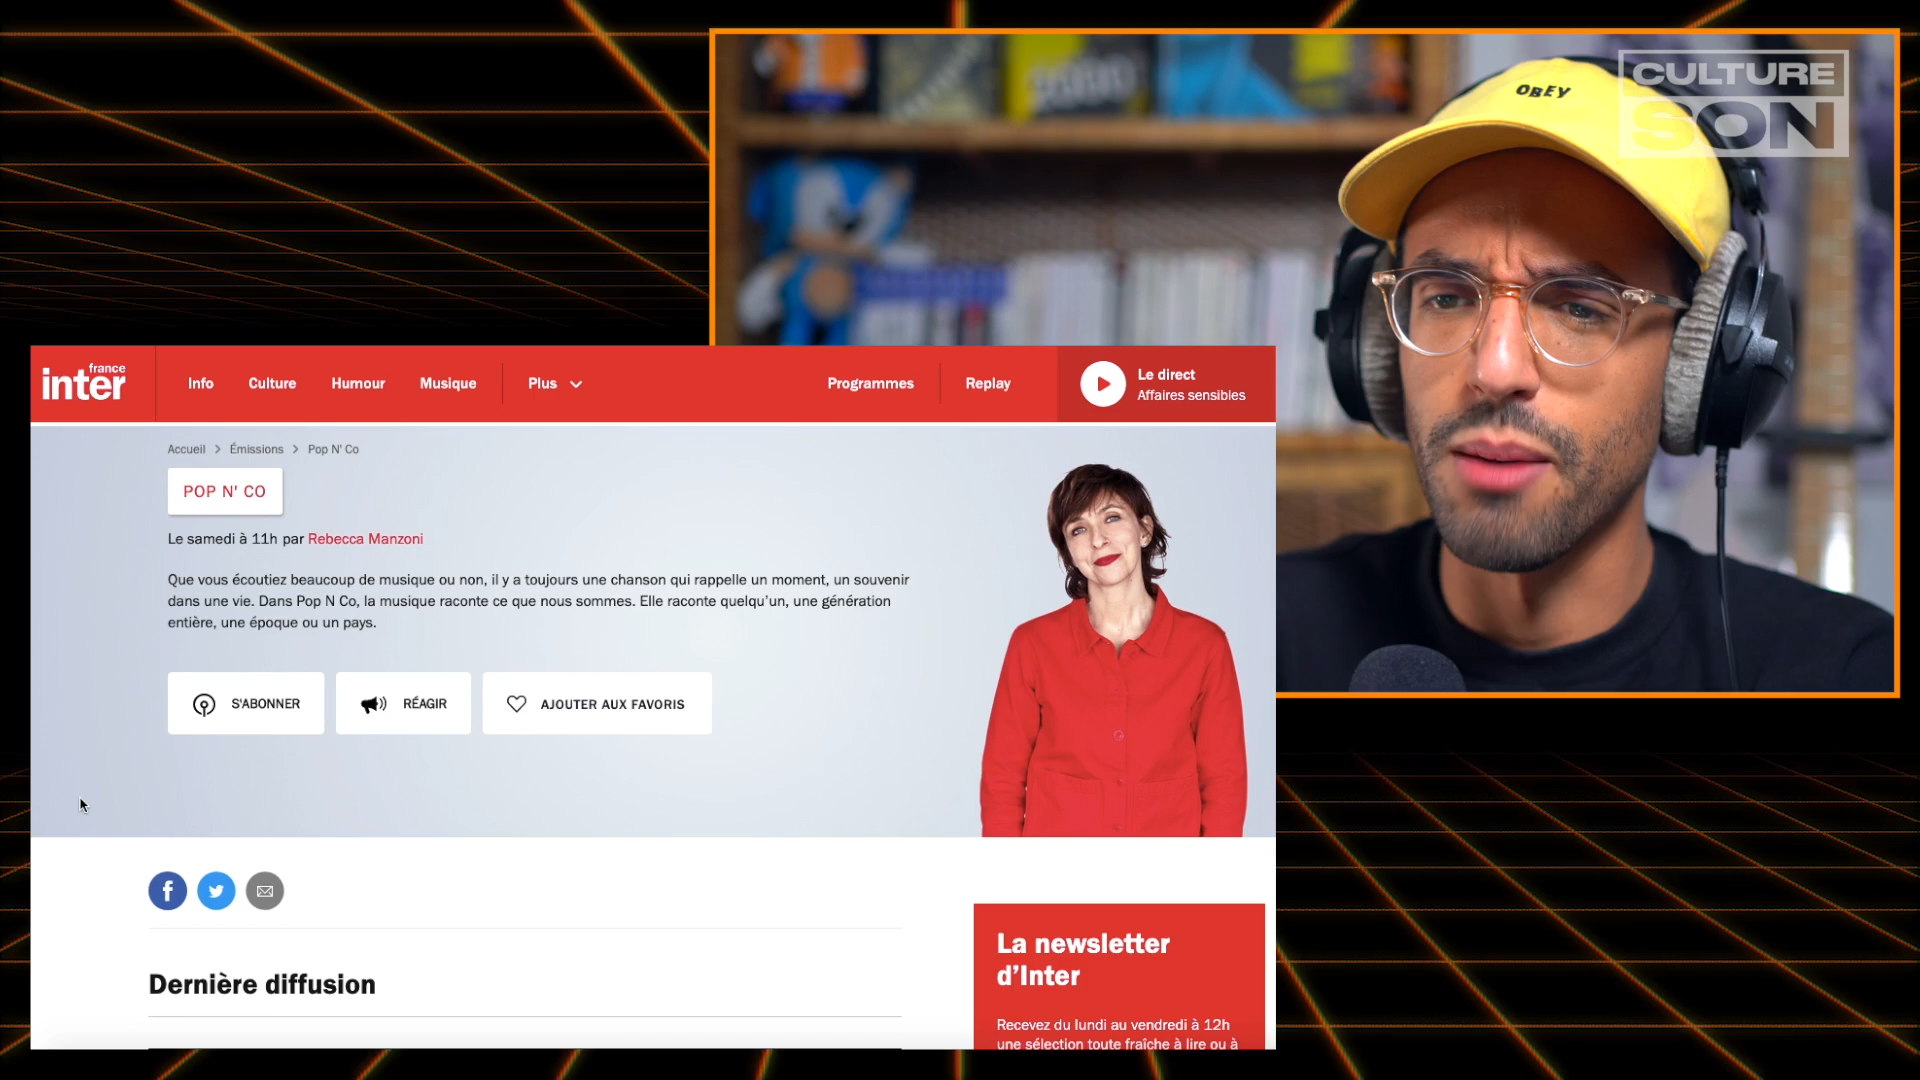 CULTURE
SON
OBEY
france
inter
Info
Culture
Humour
Musique
Plus
Programmes
Replay
Le direct
Affaires sensibles
Accueil > Émissions > Pop N' Co
POP N' CO
Le samedi à 11h par Rebecca Manzoni
Que vous écoutiez beaucoup de musique ou non, il y a toujours une chanson qui rappelle un moment, un souvenir
dans une vie. Dans Pop N Co, la musique raconte ce que nous sommes. Elle raconte quelqu'un, une génération
entière, une époque ou un pays.
S'ABONNER
RÉAGIR
AJOUTER AUX FAVORIS
Dernière diffusion
La newsletter
d'Inter
Recevez du lundi au vendredi à 12h
une sélection toute fraîche à lire ou à